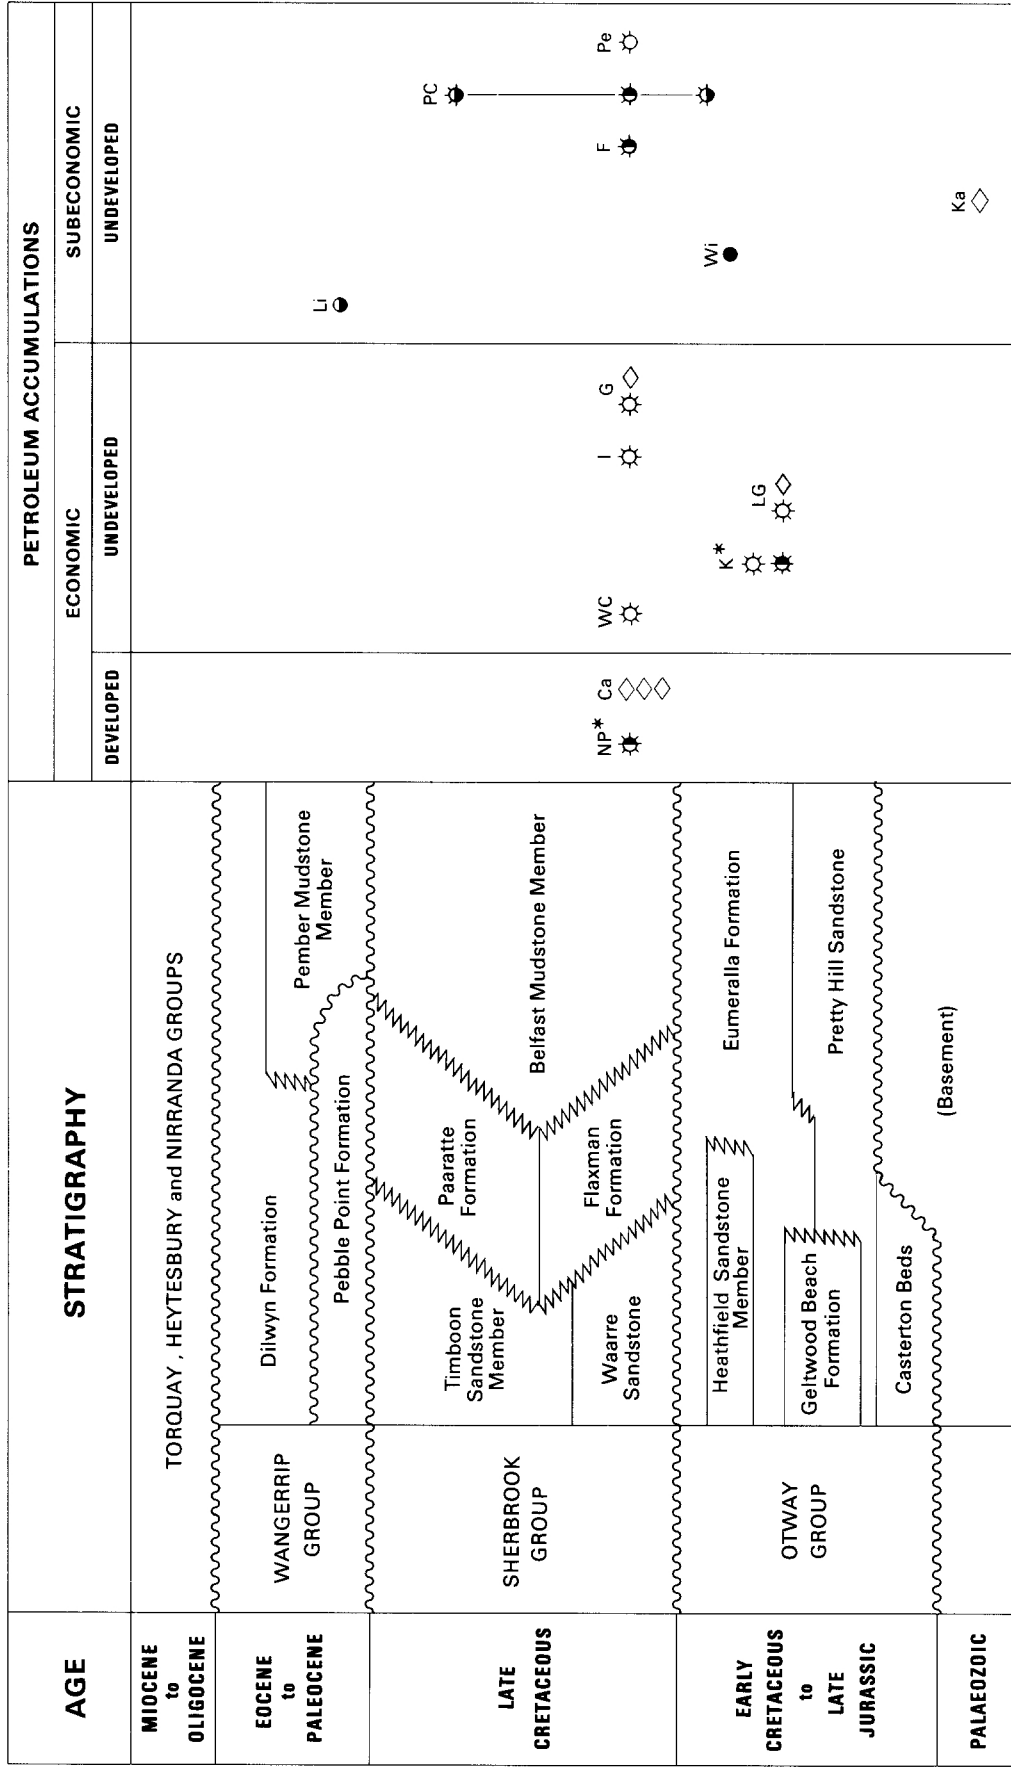 AGE
STRATIGRAPHY
PETROLEUM ACCUMULATIONS
ECONOMIC
SUBECONOMIC
DEVELOPED
UNDEVELOPED
UNDEVELOPED
MIOCENE
to
OLIGOCENE
TORQUAY , HEYTESBURY and NIRRANDA GROUPS
EOCENE
to
PALEOCENE
WANGERRIP
GROUP
Dilwyn Formation
Pebble Point Formation
Pember Mudstone
Member
Li
LATE
CRETACEOUS
SHERBROOK
GROUP
Timboon
Sandstone
Member
Paaratte
Formation
Belfast Mudstone Member
Waarre
Sandstone
Flaxman
Formation
NP*
Ca
WC
I
G
F
PC
Pe
EARLY
CRETACEOUS
to
LATE
JURASSIC
OTWAY
GROUP
Heathfield Sandstone
Member
Eumeralla Formation
Geltwood Beach
Formation
Pretty Hill Sandstone
Casterton Beds
K*
LG
Wi
PALAEOZOIC
(Basement)
Ka